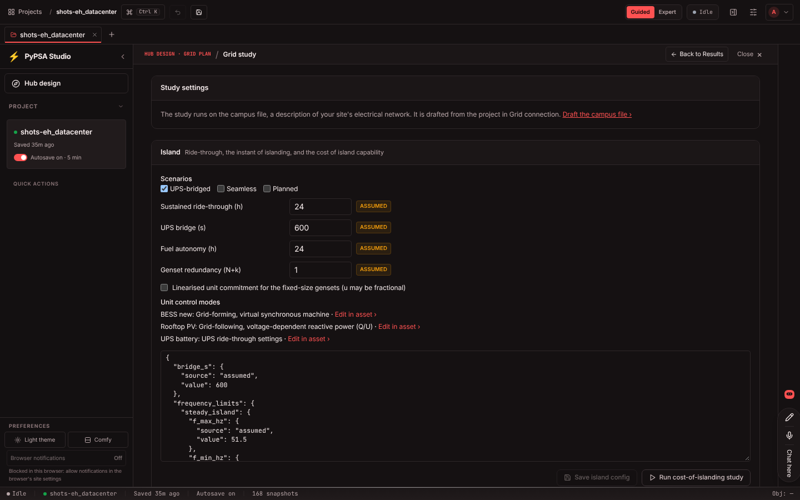 Projects / shots-eh_datacenter ⌘ Ctrl K Guided Expert Idle A
shots-eh_datacenter × +
PyPSA Studio
HUB DESIGN · GRID PLAN / Grid study ← Back to Results Close ×
Hub design
PROJECT
shots-eh_datacenter
Saved 35m ago
Autosave on · 5 min
QUICK ACTIONS
Study settings
The study runs on the campus file, a description of your site's electrical network. It is drafted from the project in Grid connection. Draft the campus file ›
Island Ride-through, the instant of islanding, and the cost of island capability
Scenarios
UPS-bridged Seamless Planned
Sustained ride-through (h) 24 ASSUMED
UPS bridge (s) 600 ASSUMED
Fuel autonomy (h) 24 ASSUMED
Genset redundancy (N+k) 1 ASSUMED
Linearised unit commitment for the fixed-size gensets (u may be fractional)
Unit control modes
BESS new: Grid-forming, virtual synchronous machine · Edit in asset ›
Rooftop PV: Grid-following, voltage-dependent reactive power (Q/U) · Edit in asset ›
UPS battery: UPS ride-through settings · Edit in asset ›
{
"bridge_s": {
"source": "assumed",
"value": 600
},
"frequency_limits": {
"steady_island": {
"f_max_hz": {
"source": "assumed",
"value": 51.5
},
"f_min_hz": {
Save island config Run cost-of-islanding study
Chat here
PREFERENCES
Light theme Comfy
Browser notifications Off
Blocked in this browser: allow notifications in the
browser's site settings
Idle shots-eh_datacenter Saved 35m ago Autosave on 168 snapshots Obj: —